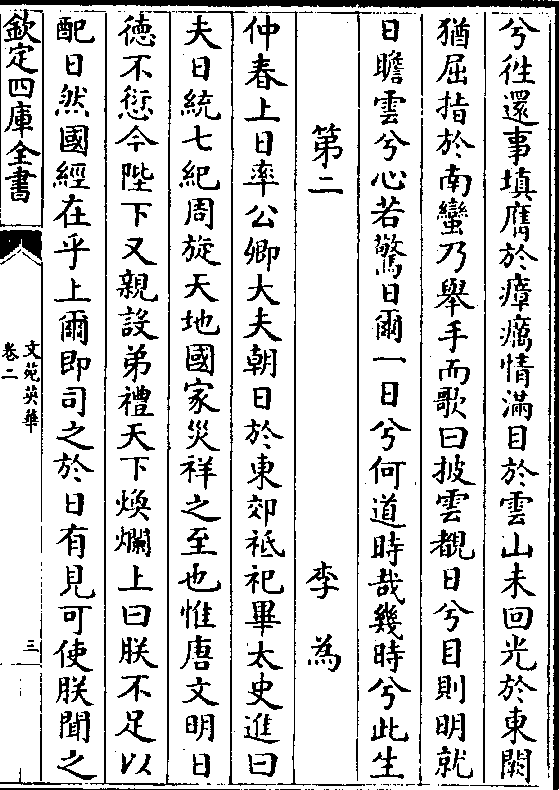 兮徃還事填膺於瘴癘情滿目於雲山未回光於東闕
猶屈指於南蠻乃舉手而歌曰披雲覩日兮目則明就
日瞻雲兮心若驚日爾一日兮何道時哉幾時兮此生
第二 李為
仲春上日率公卿大夫朝日於東郊祗祀畢太史進曰
夫日統七紀周旋天地國家災祥之至也惟唐文明日
德不愆今陛下又親設弟禮天下煥爛上曰朕不足以
配日然國經在乎上爾即司之於日有見可使朕聞之
欽定四庫全書
文苑英華
卷二
三